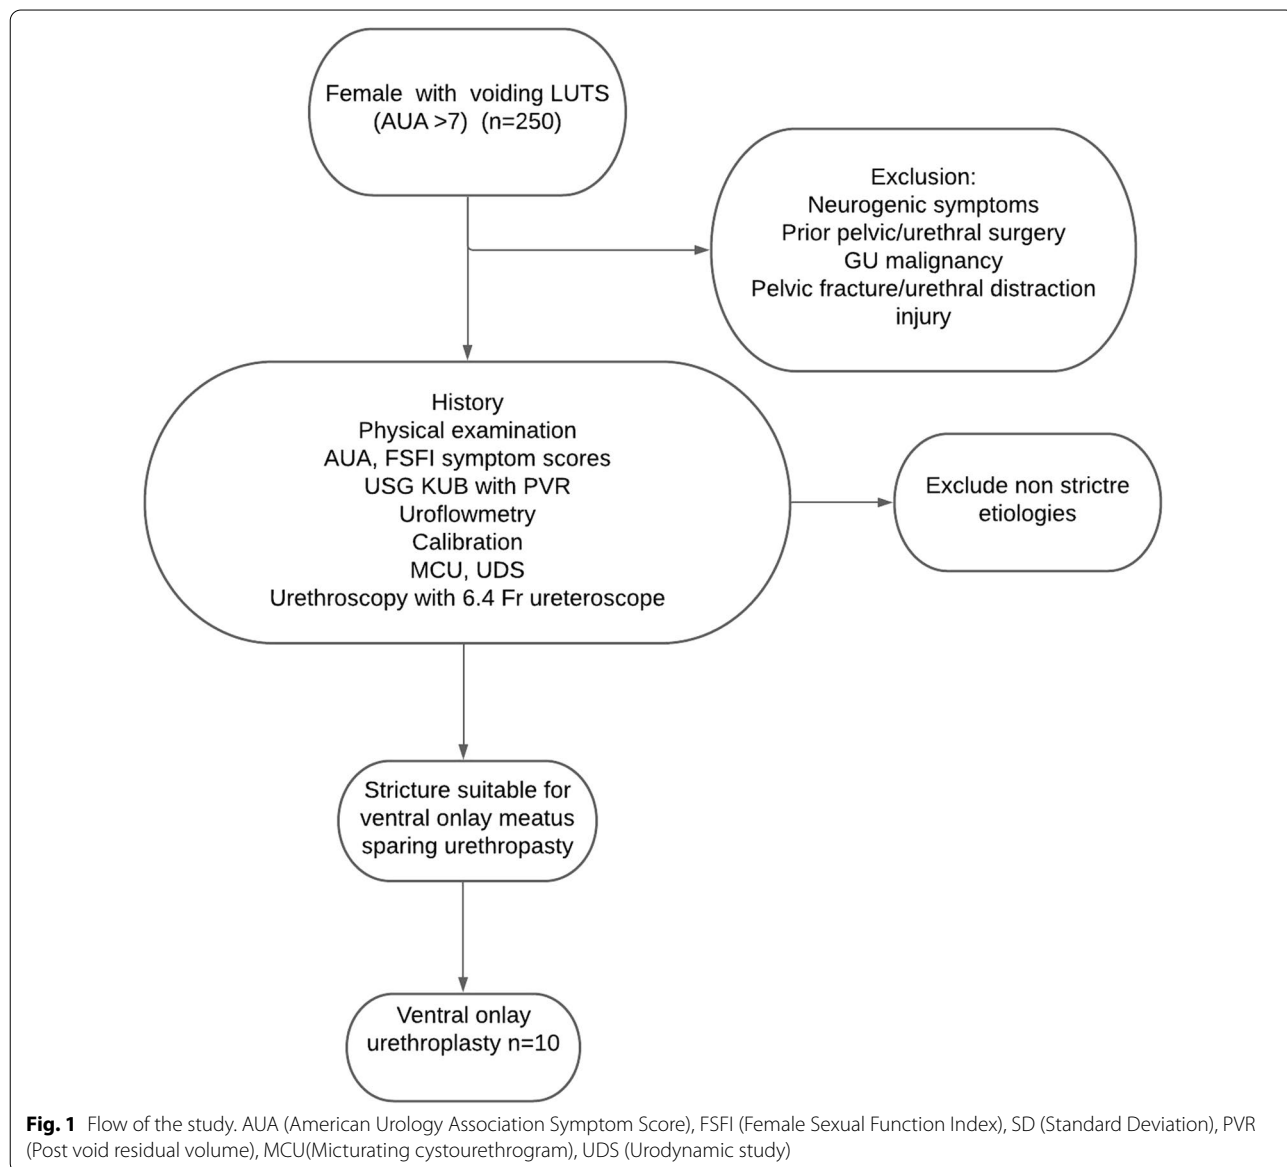 Female with voiding LUTS
(AUA >7) (n=250)
Exclusion:
Neurogenic symptoms
Prior pelvic/urethral surgery
GU malignancy
Pelvic fracture/urethral distraction
injury
History
Physical examination
AUA, FSFI symptom scores
USG KUB with PVR
Uroflowmetry
Calibration
MCU, UDS
Urethroscopy with 6.4 Fr ureteroscope
Exclude non strictre
etiologies
Stricture suitable for
ventral onlay meatus
sparing urethropasty
Ventral onlay
urethroplasty n=10
Fig. 1 Flow of the study. AUA (American Urology Association Symptom Score), FSFI (Female Sexual Function Index), SD (Standard Deviation), PVR
(Post void residual volume), MCU(Micturating cystourethrogram), UDS (Urodynamic study)